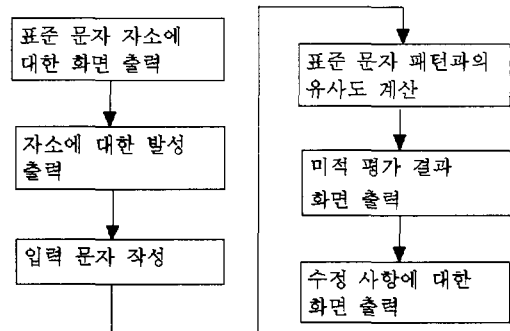 표준 문자 자소에
대한 화면 출력
자소에 대한 발성
출력
입력 문자 작성
표준 문자 패턴과의
유사도 계산
미적 평가 결과
화면 출력
수정 사항에 대한
화면 출력